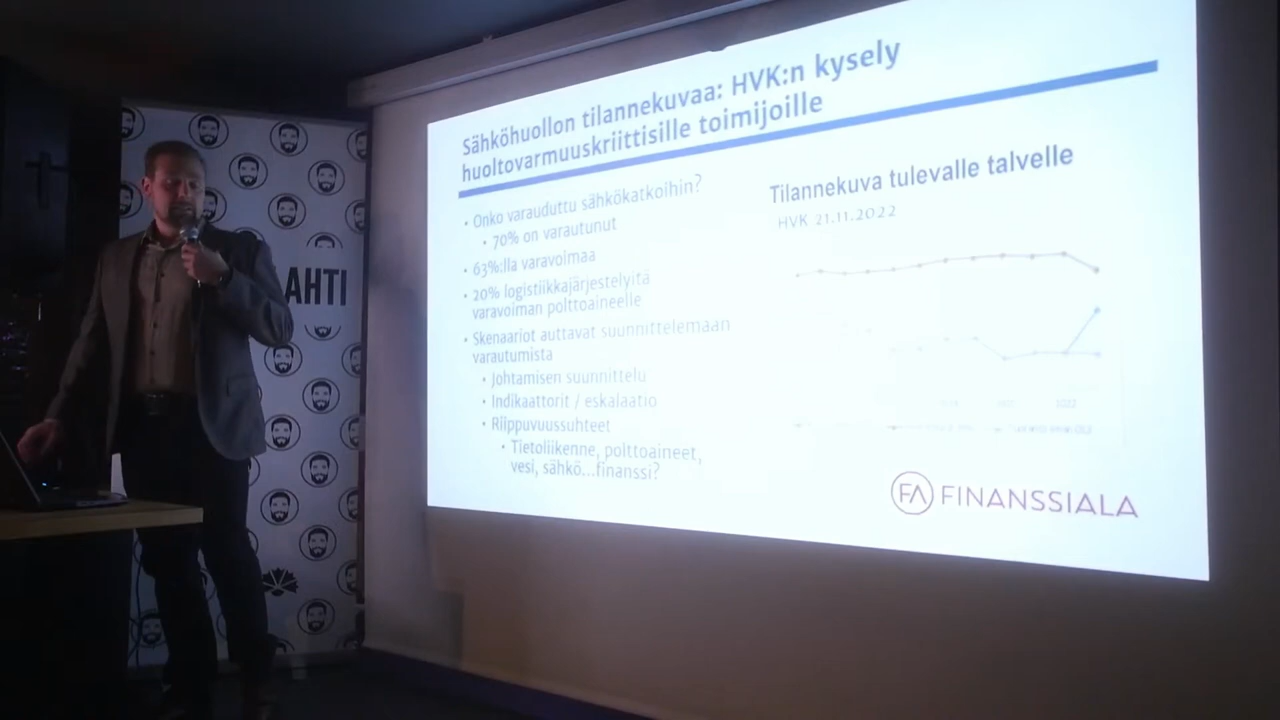 Sähköhuollon tilannekuvaa: HVK:n kysely
huoltovarmuuskriittisille toimijoille
• Onko varauduttu sähkökatkoihin?
• 70% on varautunut
• 63%:lla varavoimaa
• 20% logistiikkajärjestelyitä
varavoiman polttoaineelle
• Skenaariot auttavat suunnittelemaan
varautumista
• Johtamisen suunnittelu
• Indikaattorit / eskalaatio
• Riippuvuussuhteet
• Tietoliikenne, polttoaineet,
vesi, sähkö...finanssi?
Tilannekuva tulevalle talvelle
HVK 21.11.2022
FA FINANSSIALA
AHTI